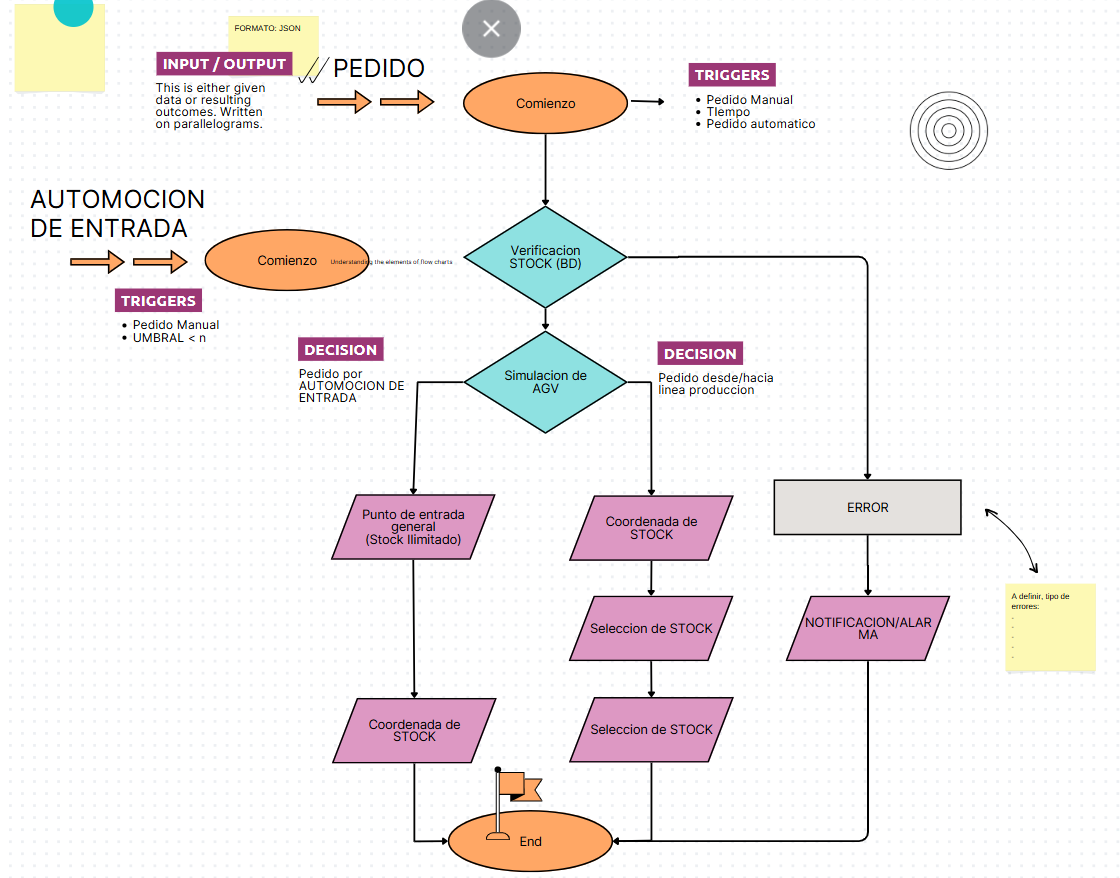 FORMATO: JSON
INPUT / OUTPUT
This is either given
data or resulting
outcomes. Written
on parallelograms.
PEDIDO
Comienzo
TRIGGERS
• Pedido Manual
• TIempo
• Pedido automatico
AUTOMOCION
DE ENTRADA
Comienzo
Understanding the elements of flow charts
TRIGGERS
• Pedido Manual
• UMBRAL < n
Verificacion
STOCK (BD)
DECISION
Pedido por
AUTOMOCION DE
ENTRADA
Simulacion de
AGV
DECISION
Pedido desde/hacia
linea produccion
Punto de entrada
general
(Stock Ilimitado)
Coordenada de
STOCK
ERROR
A definir, tipo de
errores:
.
.
.
.
.
Seleccion de STOCK
NOTIFICACION/ALAR
MA
Coordenada de
STOCK
Seleccion de STOCK
End